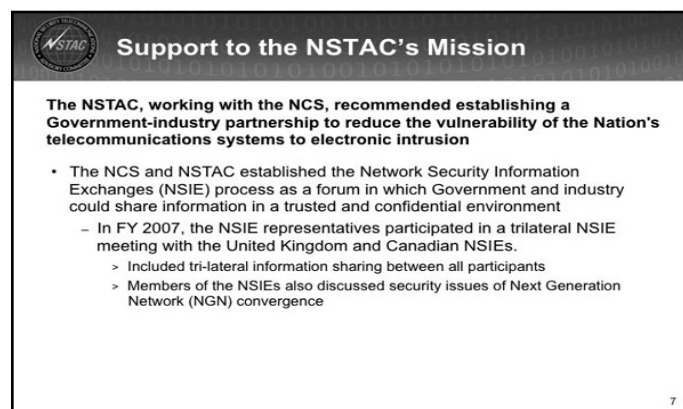 NSTAC
Support to the NSTAC's Mission
The NSTAC, working with the NCS, recommended establishing a
Government-industry partnership to reduce the vulnerability of the Nation's
telecommunications systems to electronic intrusion
• The NCS and NSTAC established the Network Security Information
Exchanges (NSIE) process as a forum in which Government and industry
could share information in a trusted and confidential environment
– In FY 2007, the NSIE representatives participated in a trilateral NSIE
meeting with the United Kingdom and Canadian NSIEs.
> Included tri-lateral information sharing between all participants
> Members of the NSIEs also discussed security issues of Next Generation
Network (NGN) convergence
7